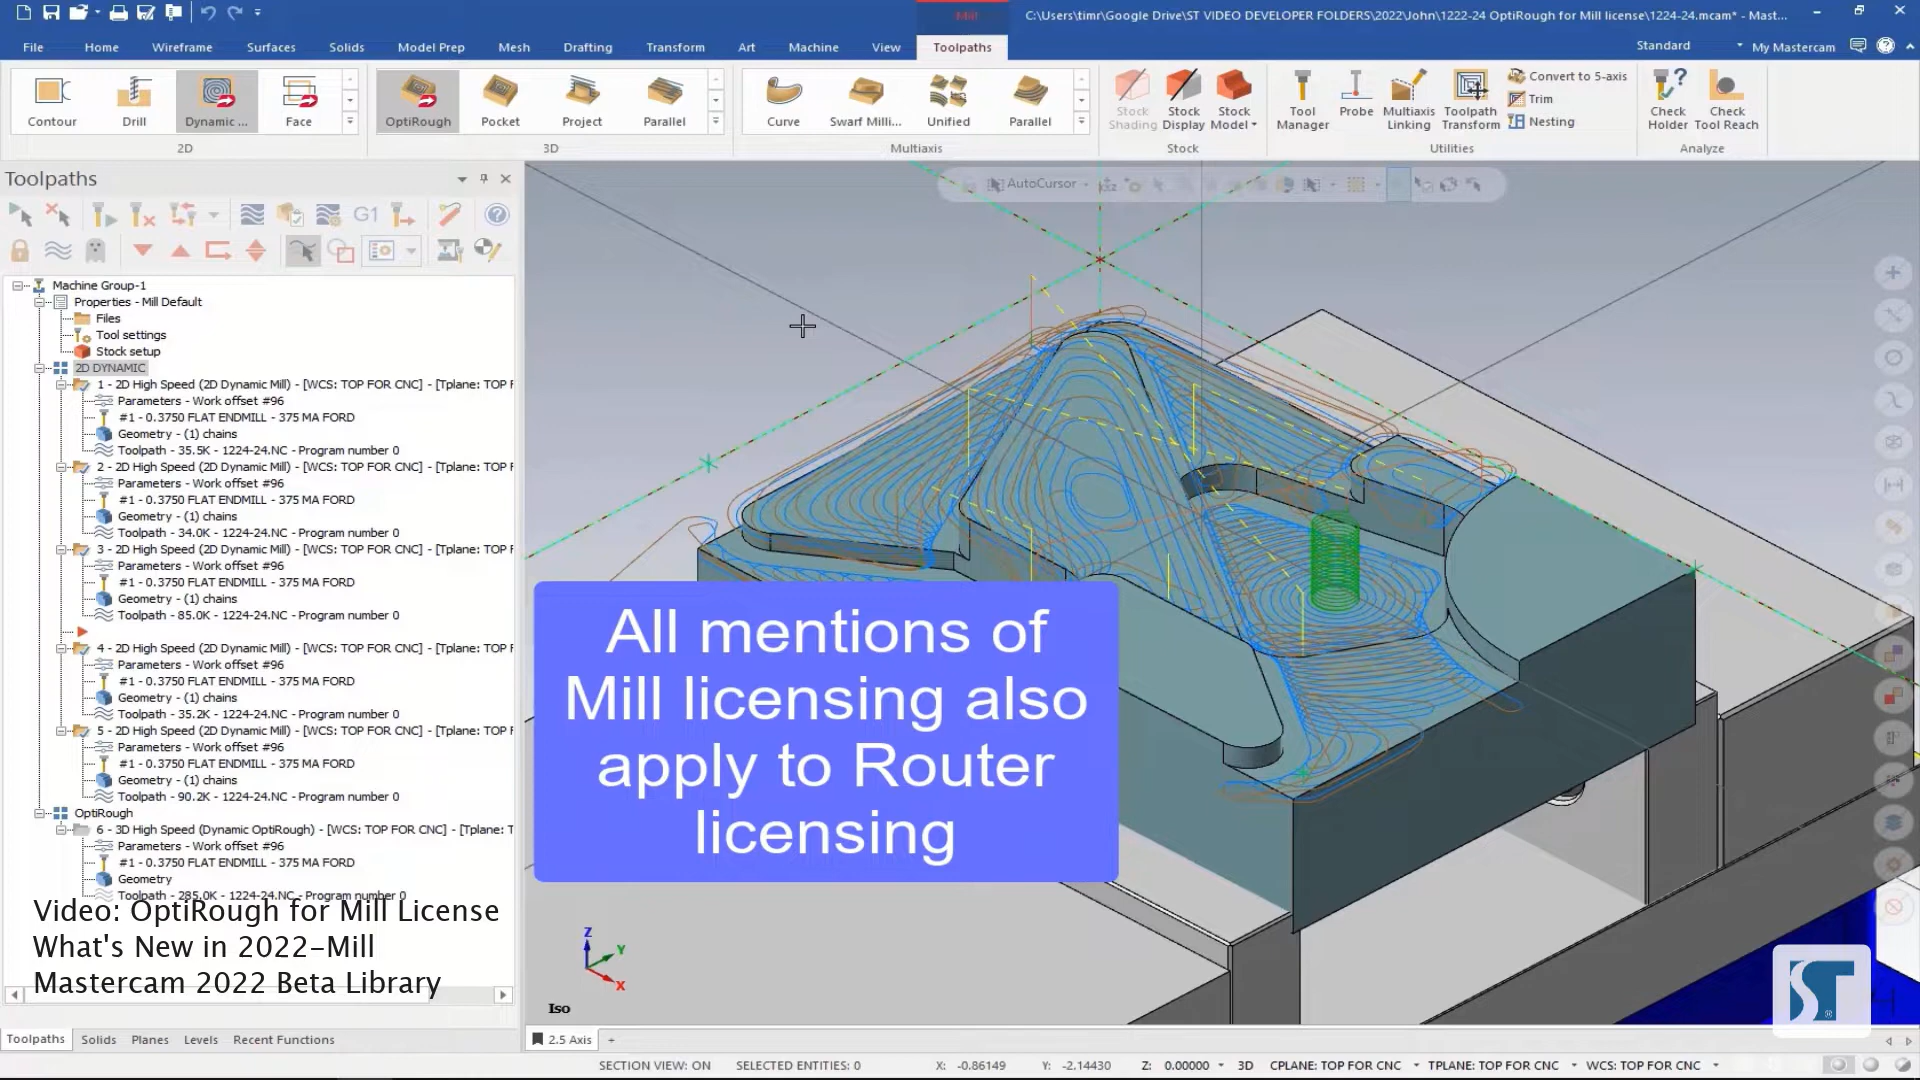 Mill
C:\Users\timr\Google Drive\ST VIDEO DEVELOPER FOLDERS\2022\John\1222-24 OptiRough for Mill license\1224-24.mcam* - Mast...
File Home Wireframe Surfaces Solids Model Prep Mesh Drafting Transform Art Machine View Toolpaths
Standard My Mastercam
Contour Drill Dynamic ... Face
2D
OptiRough Pocket Project Parallel
3D
Curve Swarf Milli... Unified Parallel
Multiaxis
Stock Shading
Stock Display
Stock Model
Stock
Tool Manager
Probe
Multiaxis Linking
Toolpath Transform
Convert to 5-axis
Trim
Nesting
Utilities
Check Holder
Check Tool Reach
Analyze
Toolpaths
G1
AutoCursor
Machine Group-1
Properties - Mill Default
Files
Tool settings
Stock setup
2D DYNAMIC
1 - 2D High Speed (2D Dynamic Mill) - [WCS: TOP FOR CNC] - [Tplane: TOP F
Parameters - Work offset #96
#1 - 0.3750 FLAT ENDMILL - 375 MA FORD
Geometry - (1) chains
Toolpath - 35.5K - 1224-24.NC - Program number 0
2 - 2D High Speed (2D Dynamic Mill) - [WCS: TOP FOR CNC] - [Tplane: TOP F
Parameters - Work offset #96
#1 - 0.3750 FLAT ENDMILL - 375 MA FORD
Geometry - (1) chains
Toolpath - 34.0K - 1224-24.NC - Program number 0
3 - 2D High Speed (2D Dynamic Mill) - [WCS: TOP FOR CNC] - [Tplane: TOP F
Parameters - Work offset #96
#1 - 0.3750 FLAT ENDMILL - 375 MA FORD
Geometry - (1) chains
Toolpath - 85.0K - 1224-24.NC - Program number 0
4 - 2D High Speed (2D Dynamic Mill) - [WCS: TOP FOR CNC] - [Tplane: TOP F
Parameters - Work offset #96
#1 - 0.3750 FLAT ENDMILL - 375 MA FORD
Geometry - (1) chains
Toolpath - 35.2K - 1224-24.NC - Program number 0
5 - 2D High Speed (2D Dynamic Mill) - [WCS: TOP FOR CNC] - [Tplane: TOP F
Parameters - Work offset #96
#1 - 0.3750 FLAT ENDMILL - 375 MA FORD
Geometry - (1) chains
Toolpath - 90.2K - 1224-24.NC - Program number 0
OptiRough
6 - 3D High Speed (Dynamic OptiRough) - [WCS: TOP FOR CNC] - [Tplane: T
Parameters - Work offset #96
#1 - 0.3750 FLAT ENDMILL - 375 MA FORD
Geometry
Toolpath - 285.0K - 1224-24.NC - Program number 0
Video: OptiRough for Mill License
What's New in 2022-Mill
Mastercam 2022 Beta Library
All mentions of
Mill licensing also
apply to Router
licensing
Z
Y
X
Iso
ST
Toolpaths Solids Planes Levels Recent Functions
2.5 Axis +
SECTION VIEW: ON SELECTED ENTITIES: 0 X: -0.86149 Y: -2.14430 Z: 0.00000 3D CPLANE: TOP FOR CNC TPLANE: TOP FOR CNC WCS: TOP FOR CNC